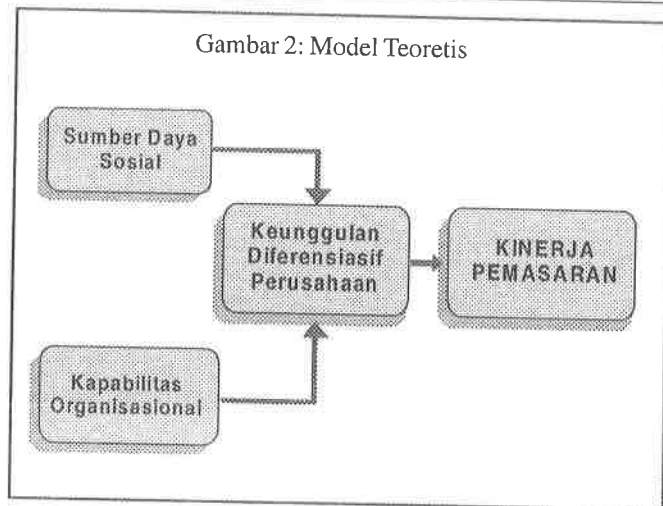 Gambar 2: Model Teoretis
Sumber Daya
Sosial
Keunggulan
Diferensiasif
Perusahaan
KINERJA
PEMASARAN
Kapabilitas
Organisasional